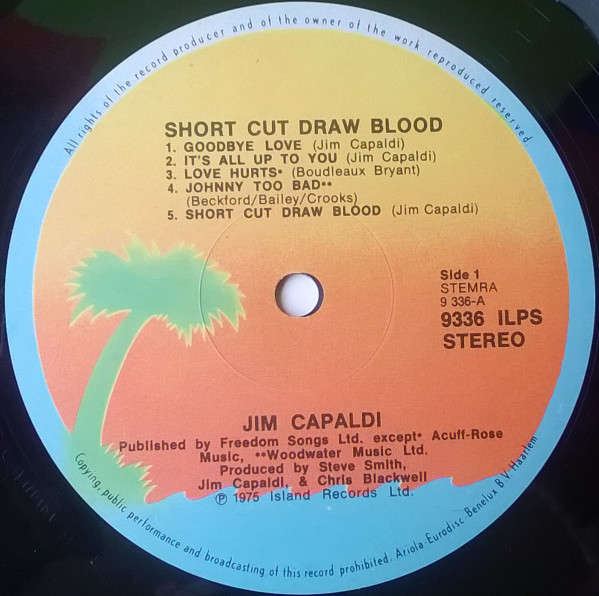 All rights of the record producer and of the owner of the work reproduced reserved
SHORT CUT DRAW BLOOD
1. GOODBYE LOVE (Jim Capaldi)
2. IT'S ALL UP TO YOU (Jim Capaldi)
3. LOVE HURTS* (Boudleaux Bryant)
4. JOHNNY TOO BAD**
(Beckford/Bailey/Crooks)
5. SHORT CUT DRAW BLOOD (Jim Capaldi)
Side 1
STEMRA
9 336-A
9336 ILPS
STEREO
JIM CAPALDI
Published by Freedom Songs Ltd. except* Acuff-Rose
Music, **Woodwater Music Ltd.
Produced by Steve Smith,
Jim Capaldi, & Chris Blackwell
℗ 1975 Island Records Ltd.
Copying, public performance and broadcasting of this record prohibited. Ariola Eurodisc Benelux B.V. Haarlem